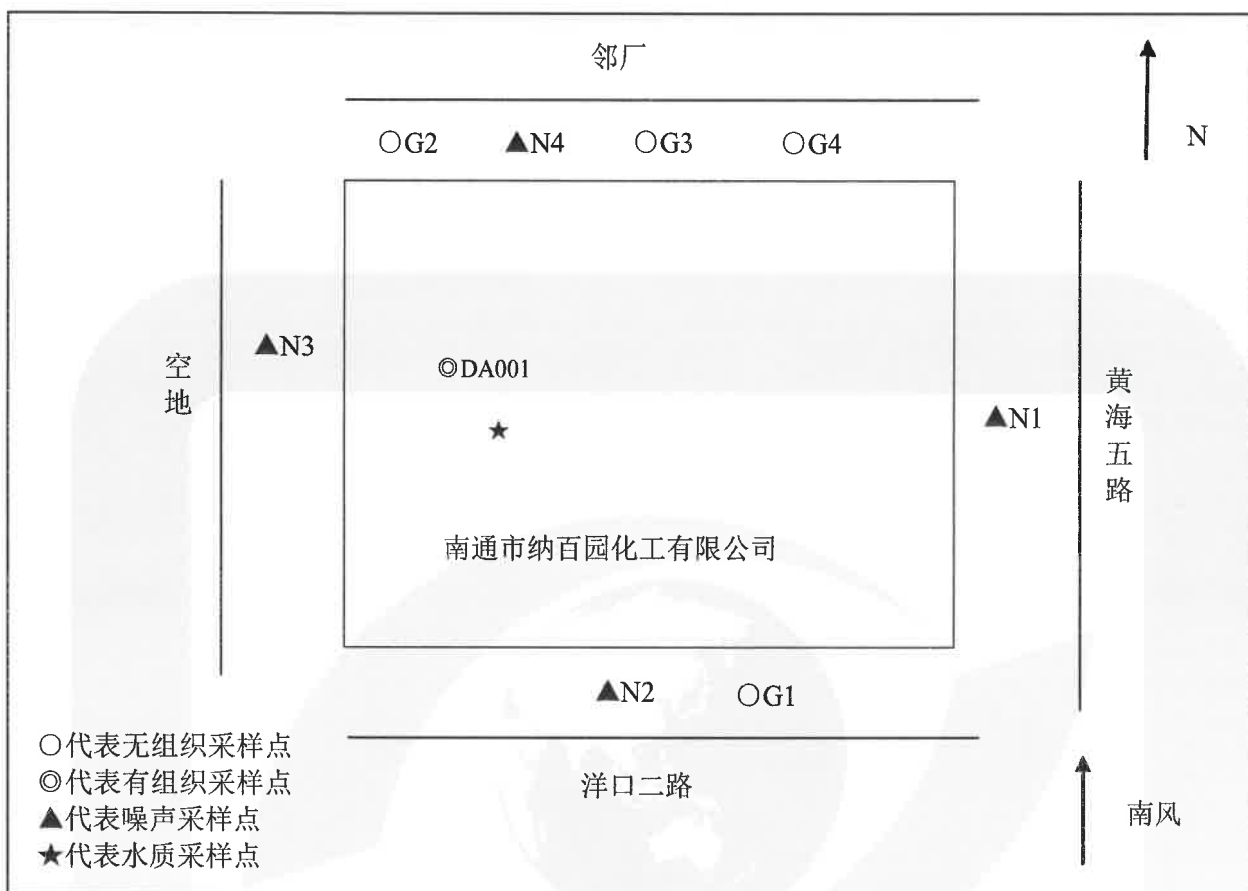 邻厂
○G2 ▲N4 ○G3 ○G4
N
▲N3
空地
◎DA001
★
▲N1
黄海五路
南通市纳百园化工有限公司
▲N2 ○G1
○代表无组织采样点
◎代表有组织采样点
▲代表噪声采样点
★代表水质采样点
洋口二路
南风